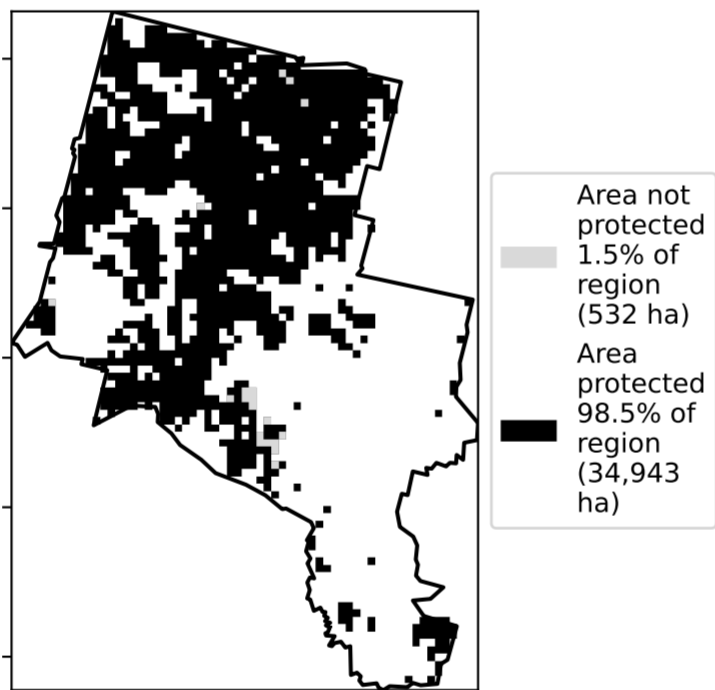 Area not
protected
1.5% of
region
(532 ha)
Area
protected
98.5% of
region
(34,943
ha)